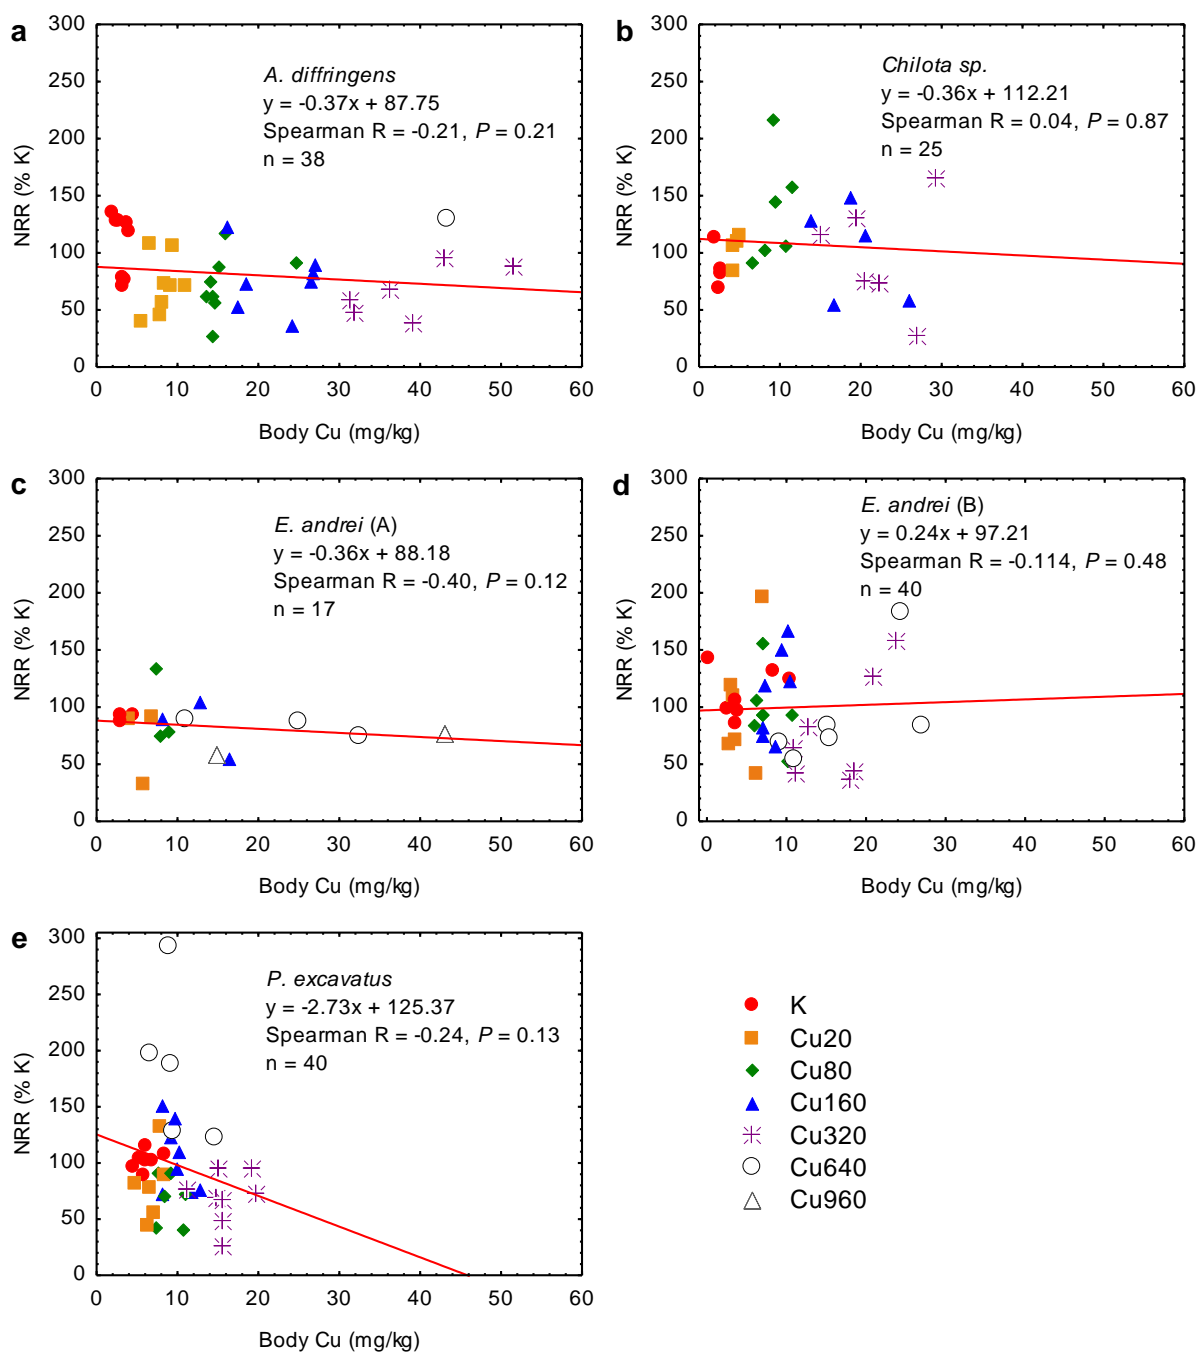 a
A. diffringens
y = -0.37x + 87.75
Spearman R = -0.21, P = 0.21
n = 38
300
250
200
150
100
50
0
NRR (% K)
0 10 20 30 40 50 60
Body Cu (mg/kg)
b
Chilota sp.
y = -0.36x + 112.21
Spearman R = 0.04, P = 0.87
n = 25
300
250
200
150
100
50
0
NRR (% K)
0 10 20 30 40 50 60
Body Cu (mg/kg)
c
E. andrei (A)
y = -0.36x + 88.18
Spearman R = -0.40, P = 0.12
n = 17
300
250
200
150
100
50
0
NRR (% K)
0 10 20 30 40 50 60
Body Cu (mg/kg)
d
E. andrei (B)
y = 0.24x + 97.21
Spearman R = -0.114, P = 0.48
n = 40
300
250
200
150
100
50
0
NRR (% K)
0 10 20 30 40 50 60
Body Cu (mg/kg)
e
P. excavatus
y = -2.73x + 125.37
Spearman R = -0.24, P = 0.13
n = 40
300
250
200
150
100
50
0
NRR (% K)
0 10 20 30 40 50 60
Body Cu (mg/kg)
K
Cu20
Cu80
Cu160
Cu320
Cu640
Cu960